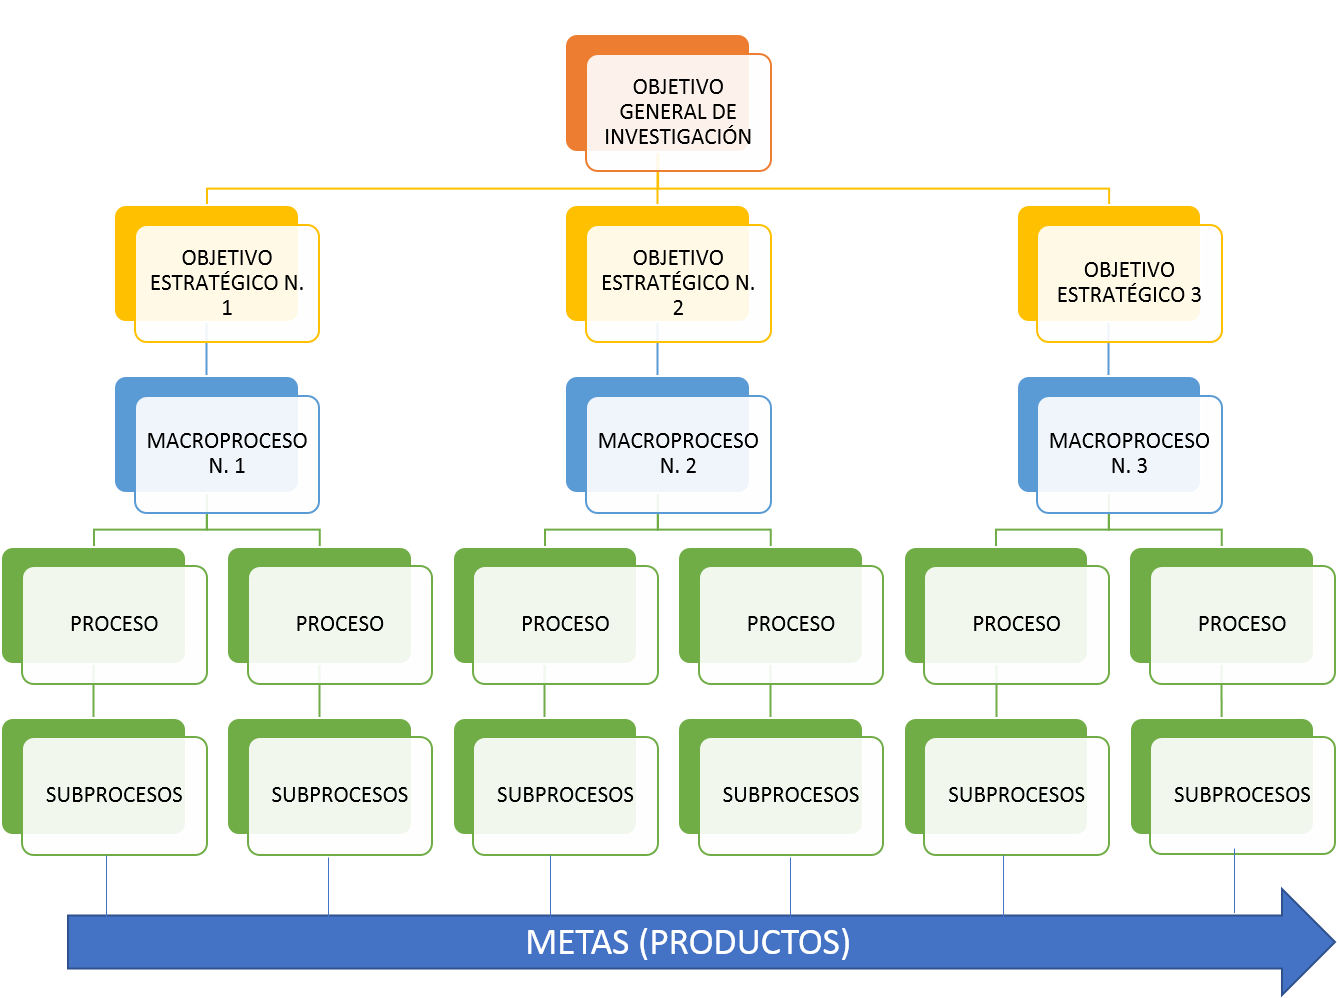 OBJETIVO
GENERAL DE
INVESTIGACIÓN
OBJETIVO
ESTRATÉGICO N.
1
OBJETIVO
ESTRATÉGICO N.
2
OBJETIVO
ESTRATÉGICO 3
MACROPROCESO
N. 1
MACROPROCESO
N. 2
MACROPROCESO
N. 3
PROCESO
PROCESO
PROCESO
PROCESO
PROCESO
PROCESO
SUBPROCESOS
SUBPROCESOS
SUBPROCESOS
SUBPROCESOS
SUBPROCESOS
SUBPROCESOS
METAS (PRODUCTOS)